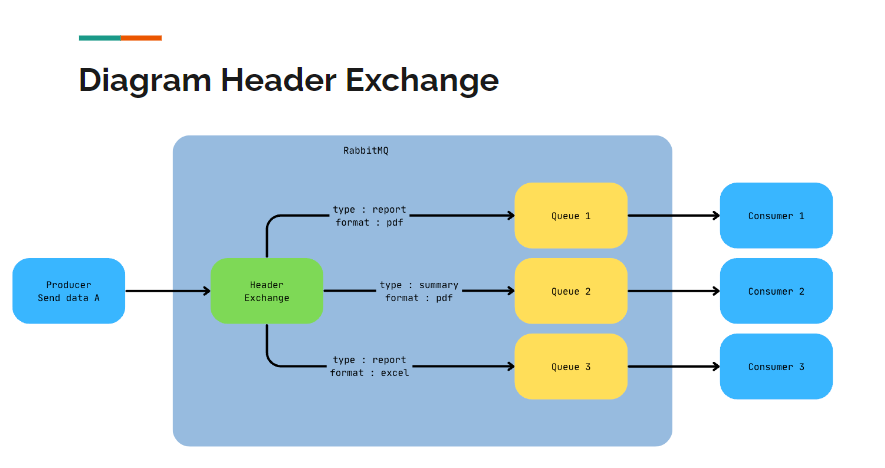 Diagram Header Exchange
RabbitMQ
type : report
format : pdf
Queue 1
Consumer 1
Producer
Send data A
Header
Exchange
type : summary
format : pdf
Queue 2
Consumer 2
type : report
format : excel
Queue 3
Consumer 3